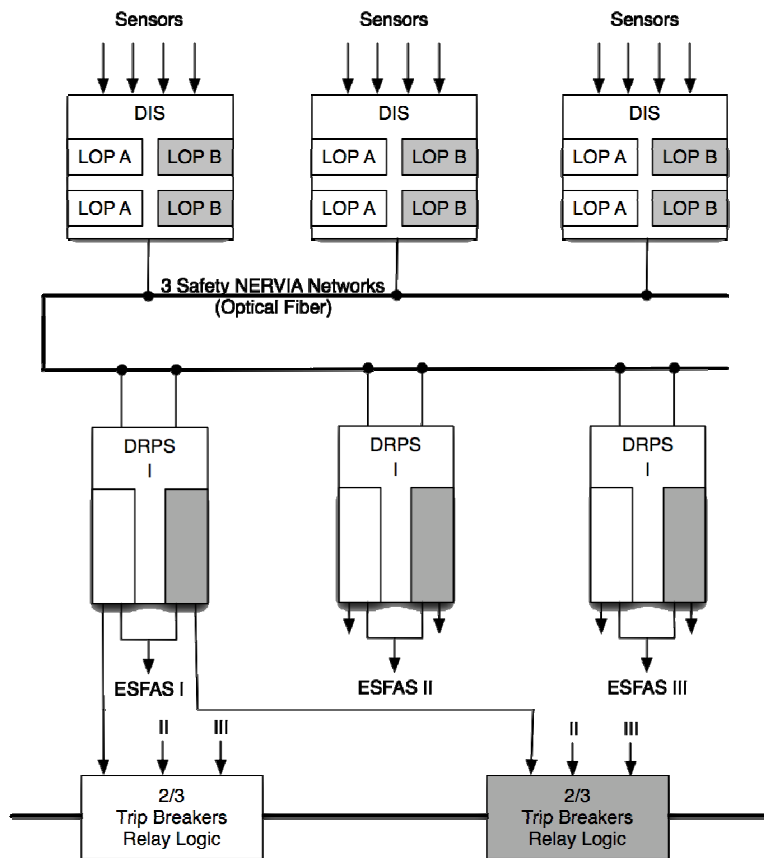 Sensors
Sensors
Sensors
DIS
DIS
DIS
LOP A
LOP B
LOP A
LOP B
LOP A
LOP B
LOP A
LOP B
LOP A
LOP B
LOP A
LOP B
3 Safety NERVIA Networks
(Optical Fiber)
DRPS
I
DRPS
I
DRPS
I
ESFAS I
ESFAS II
ESFAS III
II
III
II
III
2/3
Trip Breakers
Relay Logic
2/3
Trip Breakers
Relay Logic